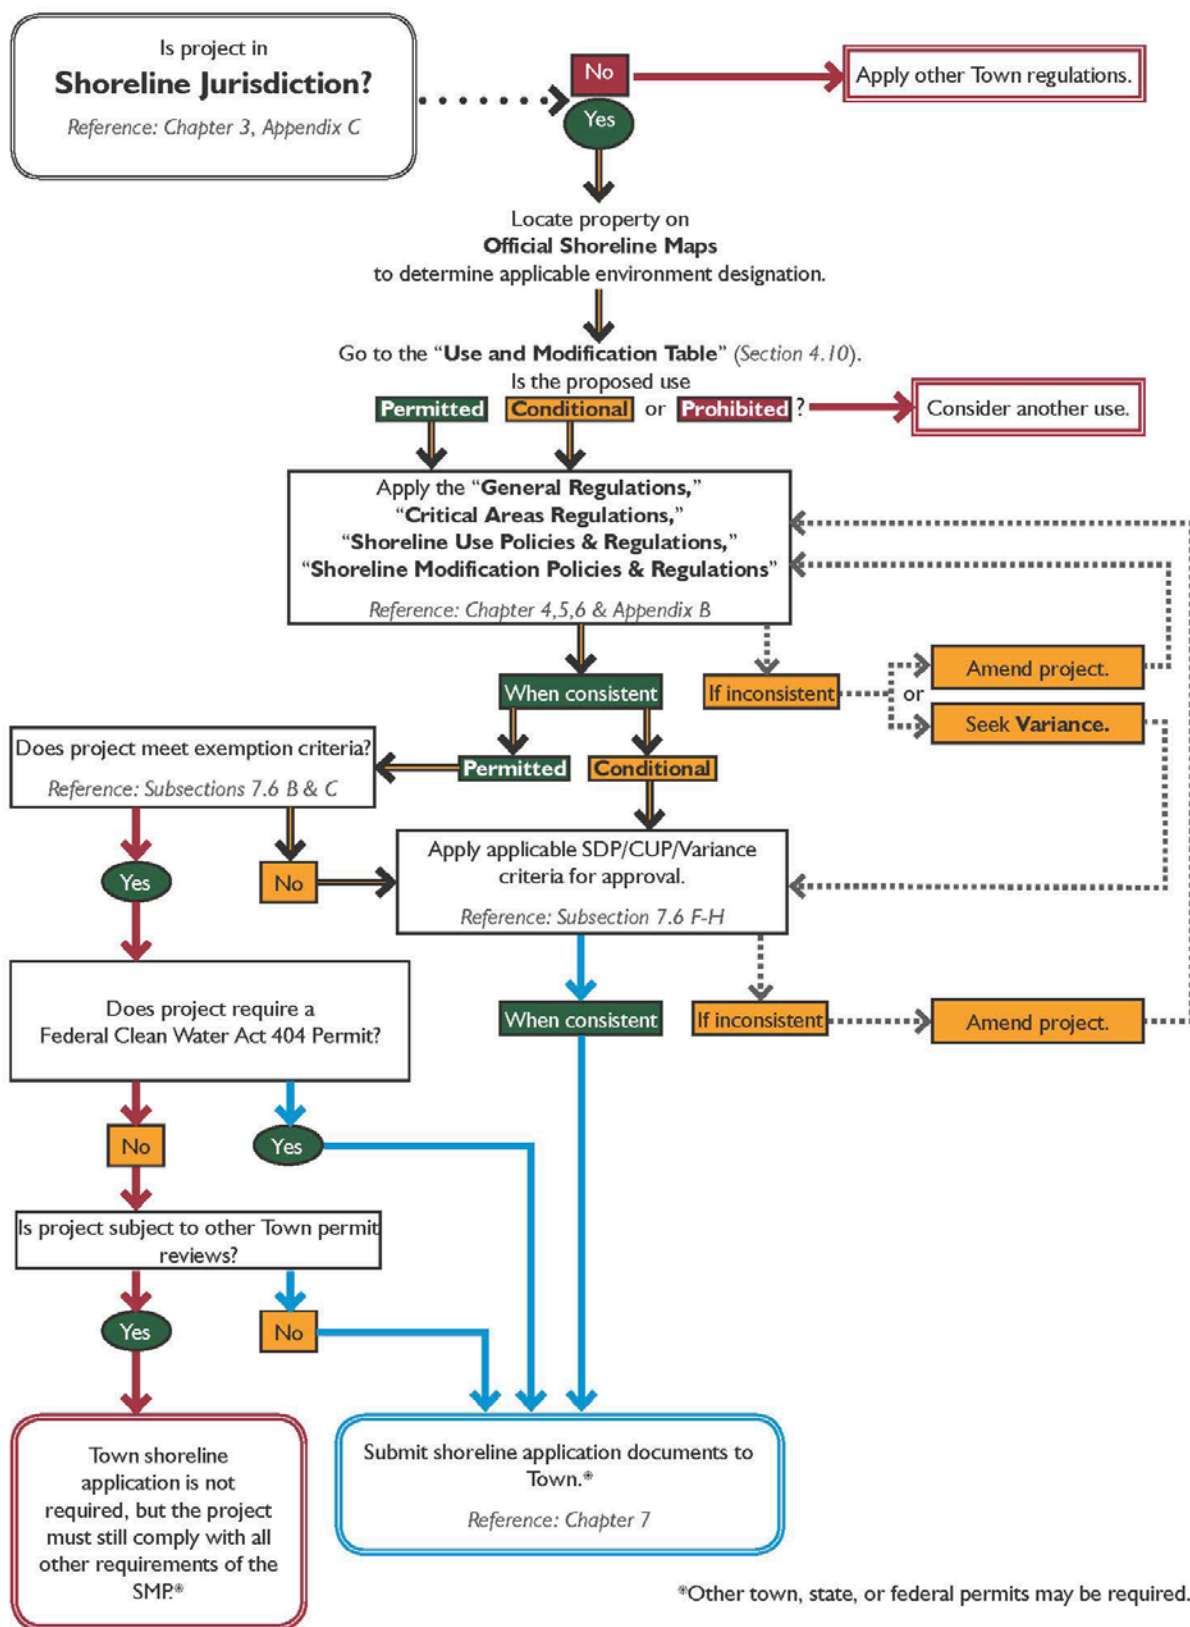 Is project in
Shoreline Jurisdiction?
Reference: Chapter 3, Appendix C
No
Yes
Apply other Town regulations.
Locate property on
Official Shoreline Maps
to determine applicable environment designation.
Go to the “Use and Modification Table” (Section 4.10).
Is the proposed use
Permitted Conditional or Prohibited ?
Consider another use.
Apply the “General Regulations,”
“Critical Areas Regulations,”
“Shoreline Use Policies & Regulations,”
“Shoreline Modification Policies & Regulations”
Reference: Chapter 4,5,6 & Appendix B
When consistent
If inconsistent
Amend project.
or
Seek Variance.
Does project meet exemption criteria?
Reference: Subsections 7.6 B & C
Permitted
Conditional
Yes
No
Apply applicable SDP/CUP/Variance
criteria for approval.
Reference: Subsection 7.6 F-H
Does project require a
Federal Clean Water Act 404 Permit?
When consistent
If inconsistent
Amend project.
No
Yes
Is project subject to other Town permit
reviews?
Yes
No
Town shoreline
application is not
required, but the project
must still comply with all
other requirements of the
SMP.*
Submit shoreline application documents to
Town.*
Reference: Chapter 7
*Other town, state, or federal permits may be required.